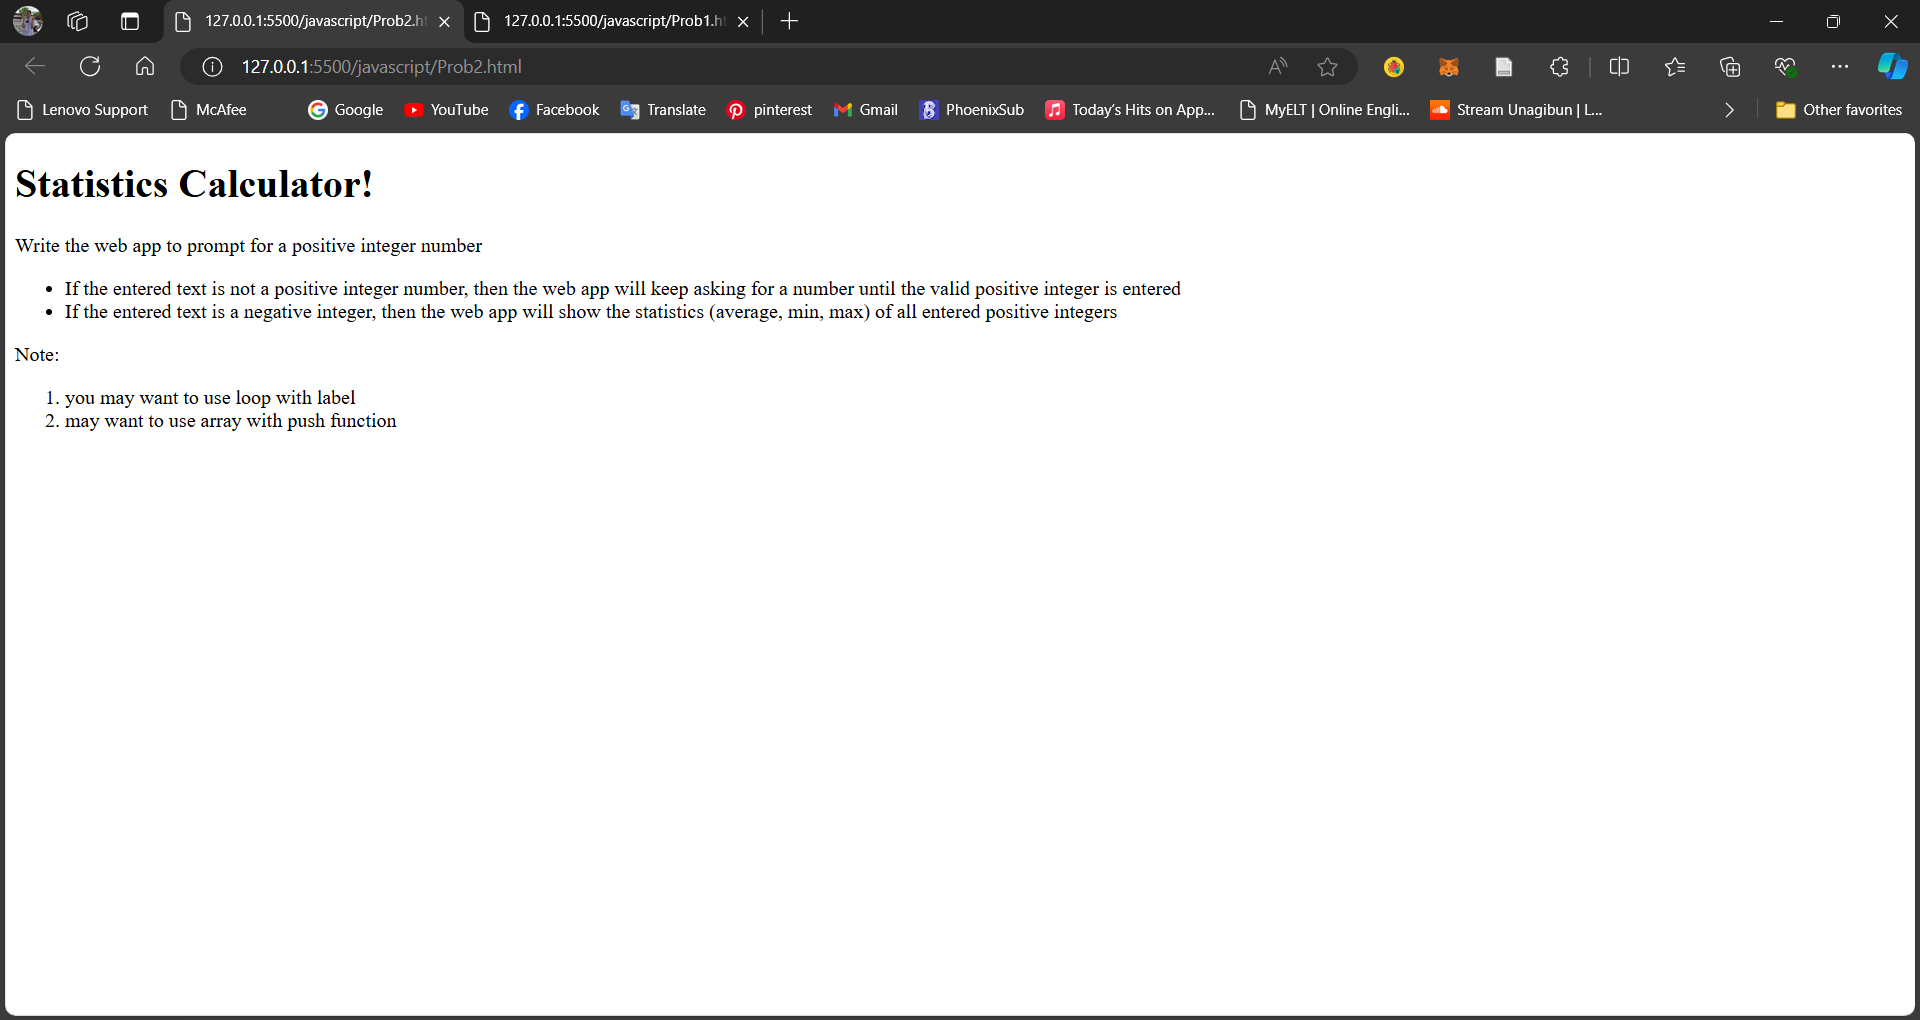 127.0.0.1:5500/javascript/Prob2.h
127.0.0.1:5500/javascript/Prob1.h
127.0.0.1:5500/javascript/Prob2.html
Lenovo Support
McAfee
Google
YouTube
Facebook
Translate
pinterest
Gmail
PhoenixSub
Today's Hits on App...
MyELT | Online Engli...
Stream Unagibun | L...
Other favorites
Statistics Calculator!
Write the web app to prompt for a positive integer number
• If the entered text is not a positive integer number, then the web app will keep asking for a number until the valid positive integer is entered
• If the entered text is a negative integer, then the web app will show the statistics (average, min, max) of all entered positive integers
Note:
1. you may want to use loop with label
2. may want to use array with push function